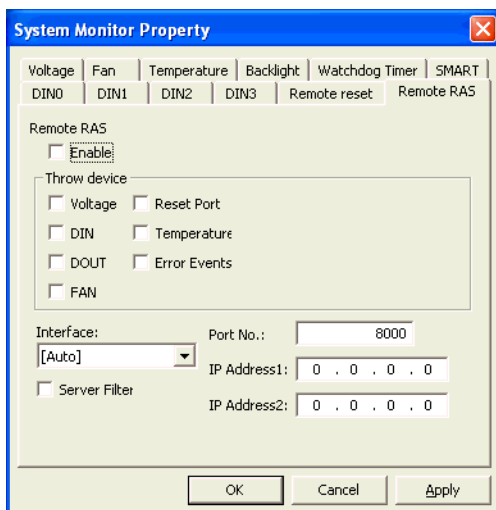 System Monitor Property
Voltage Fan Temperature Backlight Watchdog Timer SMART
DIN0 DIN1 DIN2 DIN3 Remote reset Remote RAS
Remote RAS
Enable
Throw device
Voltage Reset Port
DIN Temperature
DOUT Error Events
FAN
Interface: Port No.: 8000
[Auto]
IP Address1: 0 . 0 . 0 . 0
Server Filter
IP Address2: 0 . 0 . 0 . 0
OK Cancel Apply